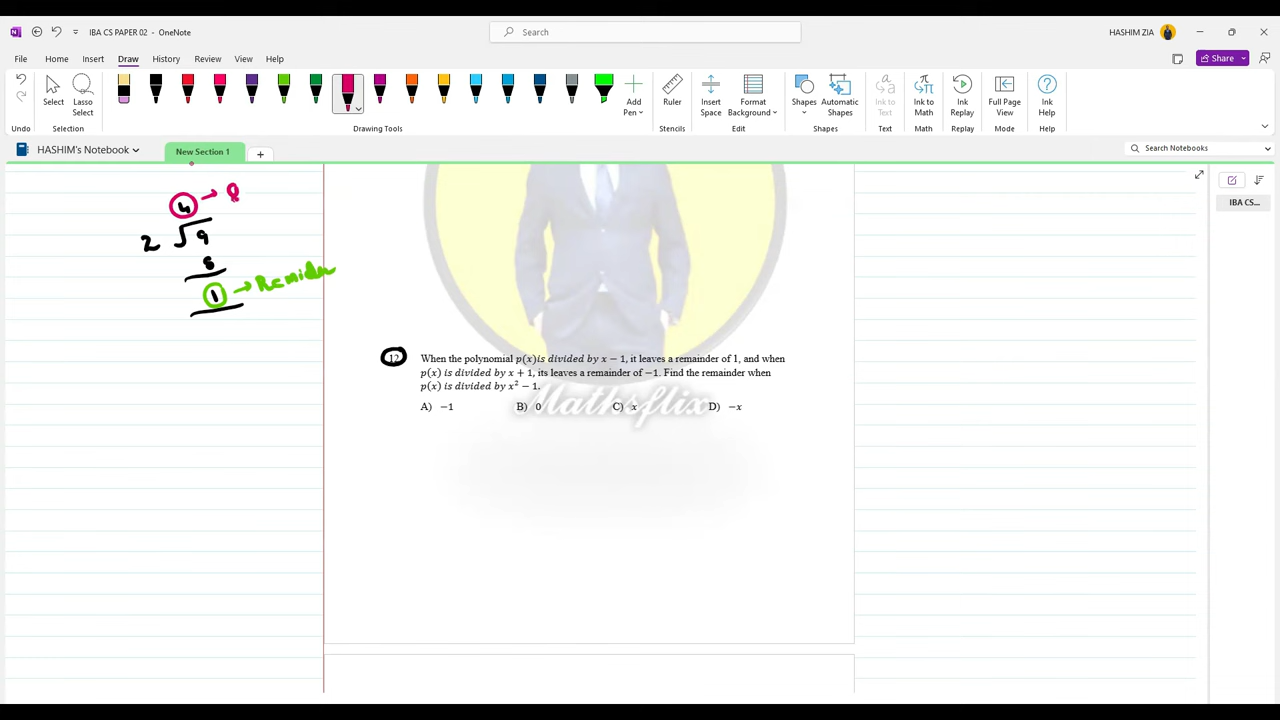 IBA CS PAPER 02 - OneNote
Search
HASHIM ZIA
File Home Insert Draw History Review View Help
Share
Undo
Select
Lasso Select
Selection
Drawing Tools
Add Pen
Ruler
Stencils
Insert Space
Format Background
Edit
Shapes
Automatic Shapes
Shapes
Ink to Text
Text
Ink to Math
Math
Ink Replay
Replay
Full Page View
Mode
Ink Help
Help
HASHIM's Notebook
New Section 1
Search Notebooks
IBA CS...
4 → Q
2 √9
8
1 →
12 When the polynomial p(x)is divided by x − 1, it leaves a remainder of 1, and when
p(x) is divided by x + 1, its leaves a remainder of −1. Find the remainder when
p(x) is divided by x² − 1.
A) −1 B) 0 C) x D) −x
Mathsflix